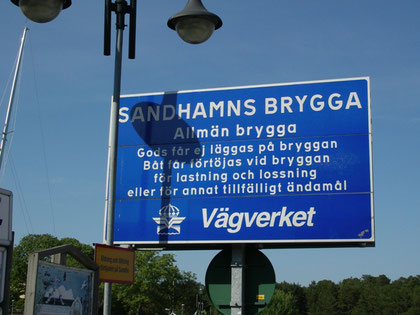 SANDHAMNS BRYGGA
Allmän brygga
Gods får ej läggas på bryggan
Båt får förtöjas vid bryggan
för lastning och lossning
eller för annat tillfälligt ändamål
Vägverket